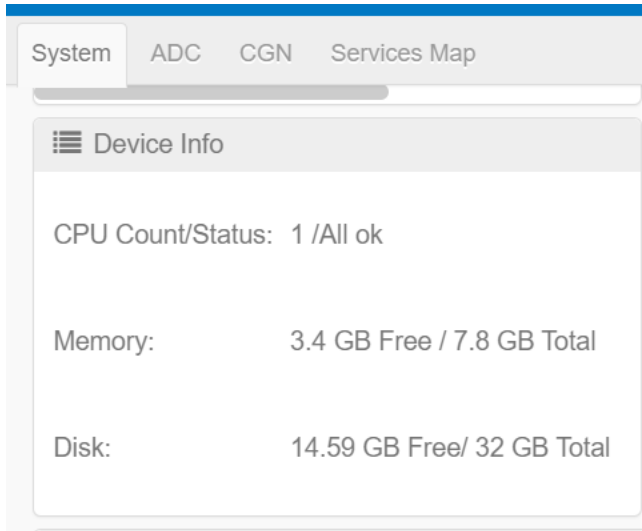 System ADC CGN Services Map
Device Info
CPU Count/Status: 1 /All ok
Memory: 3.4 GB Free / 7.8 GB Total
Disk: 14.59 GB Free/ 32 GB Total